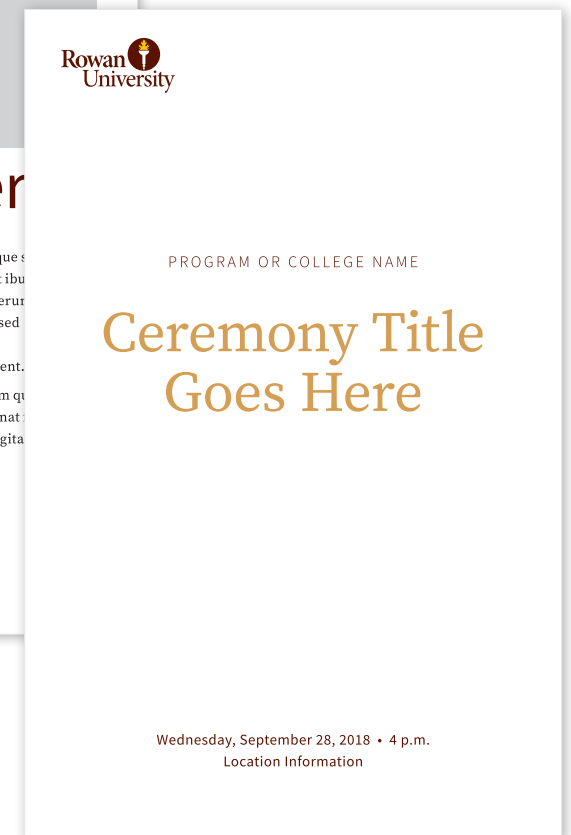 Rowan
University
PROGRAM OR COLLEGE NAME
Ceremony Title
Goes Here
Wednesday, September 28, 2018 • 4 p.m.
Location Information